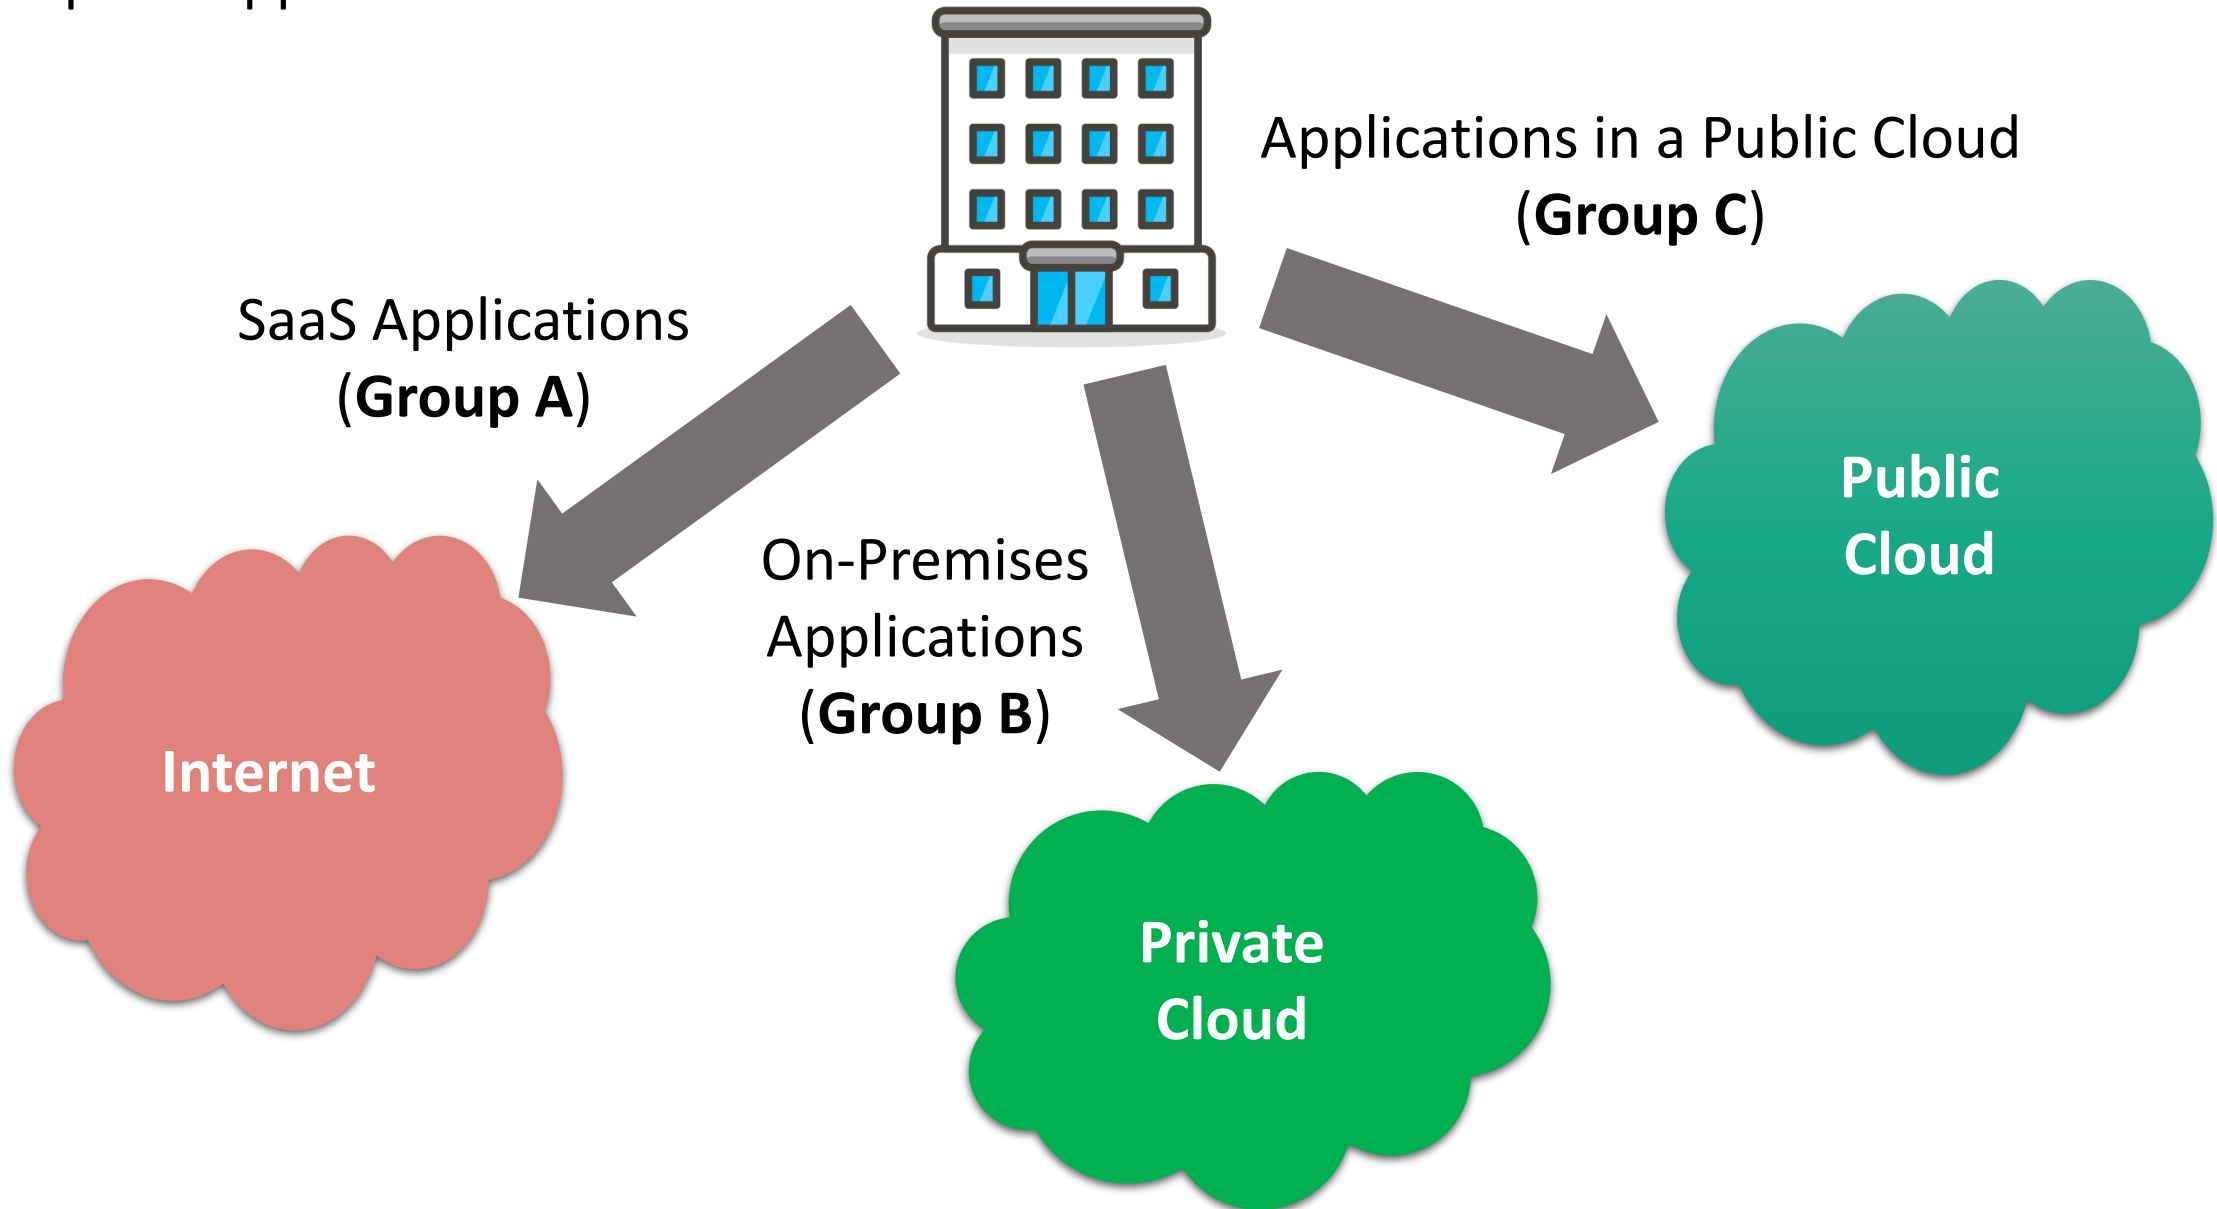 Applications in a Public Cloud
(Group C)
SaaS Applications
(Group A)
On-Premises
Applications
(Group B)
Public
Cloud
Internet
Private
Cloud